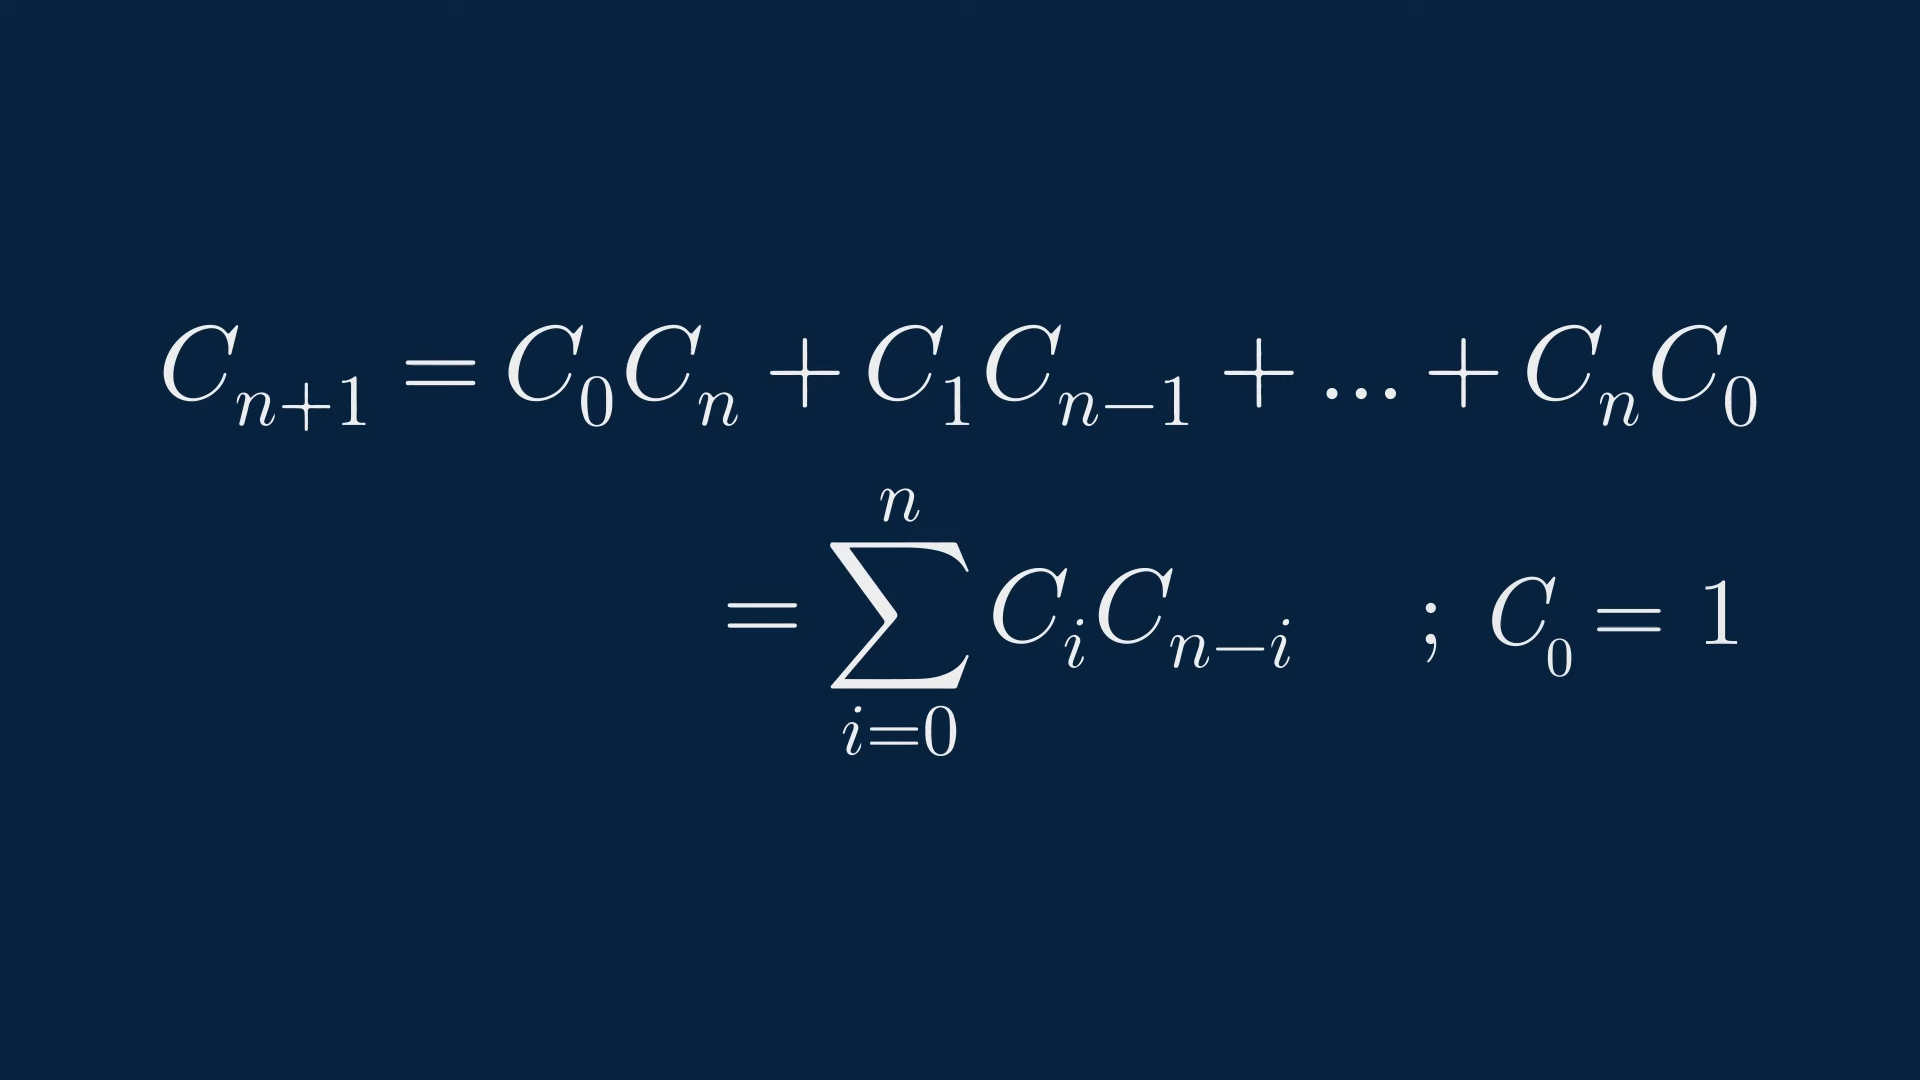 C_{n+1} = C_0C_n + C_1C_{n-1} + ... + C_nC_0
= \sum_{i=0}^{n} C_iC_{n-i} ; C_0 = 1